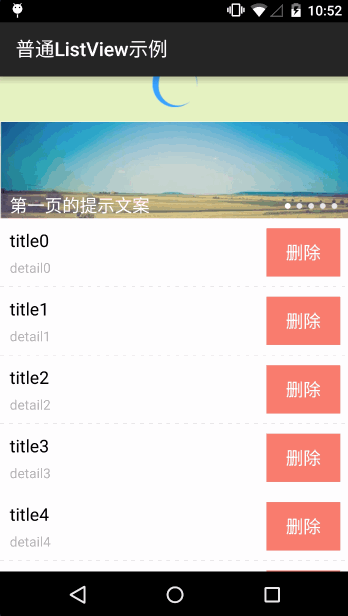 10:52
普通ListView示例
第一页的提示文案
title0
detail0
删除
title1
detail1
删除
title2
detail2
删除
title3
detail3
删除
title4
detail4
删除